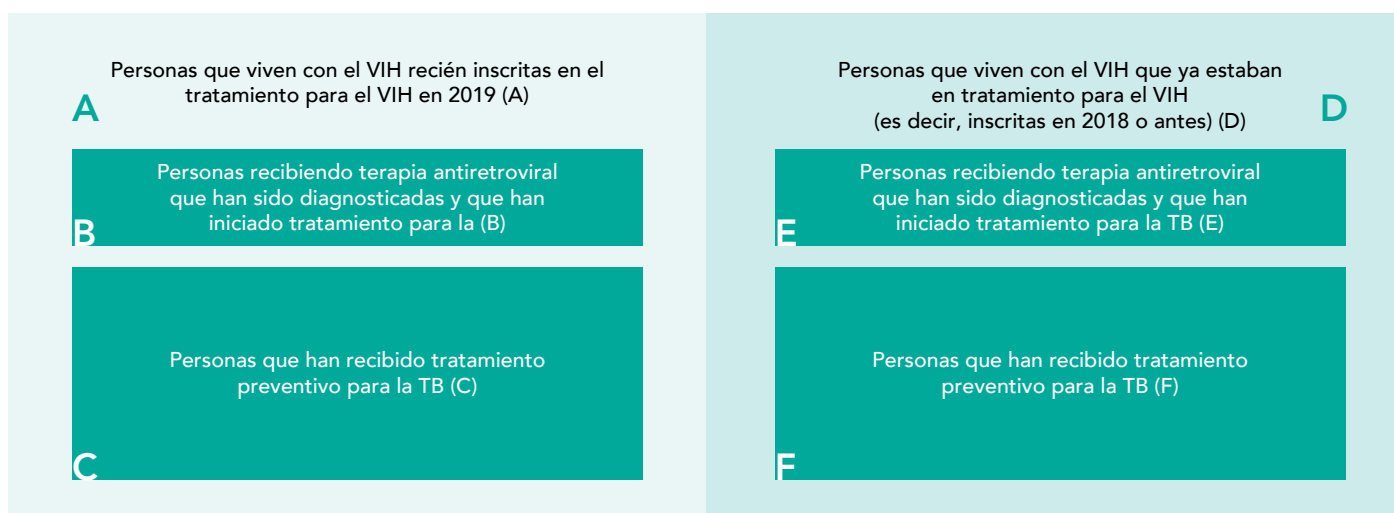 Personas que viven con el VIH recién inscritas en el
tratamiento para el VIH en 2019 (A)
A
Personas recibiendo terapia antiretroviral
que han sido diagnosticadas y que han
iniciado tratamiento para la (B)
B
Personas que han recibido tratamiento
preventivo para la TB (C)
C
Personas que viven con el VIH que ya estaban
en tratamiento para el VIH
(es decir, inscritas en 2018 o antes) (D)
D
Personas recibiendo terapia antiretroviral
que han sido diagnosticadas y que han
iniciado tratamiento para la TB (E)
E
Personas que han recibido tratamiento
preventivo para la TB (F)
F